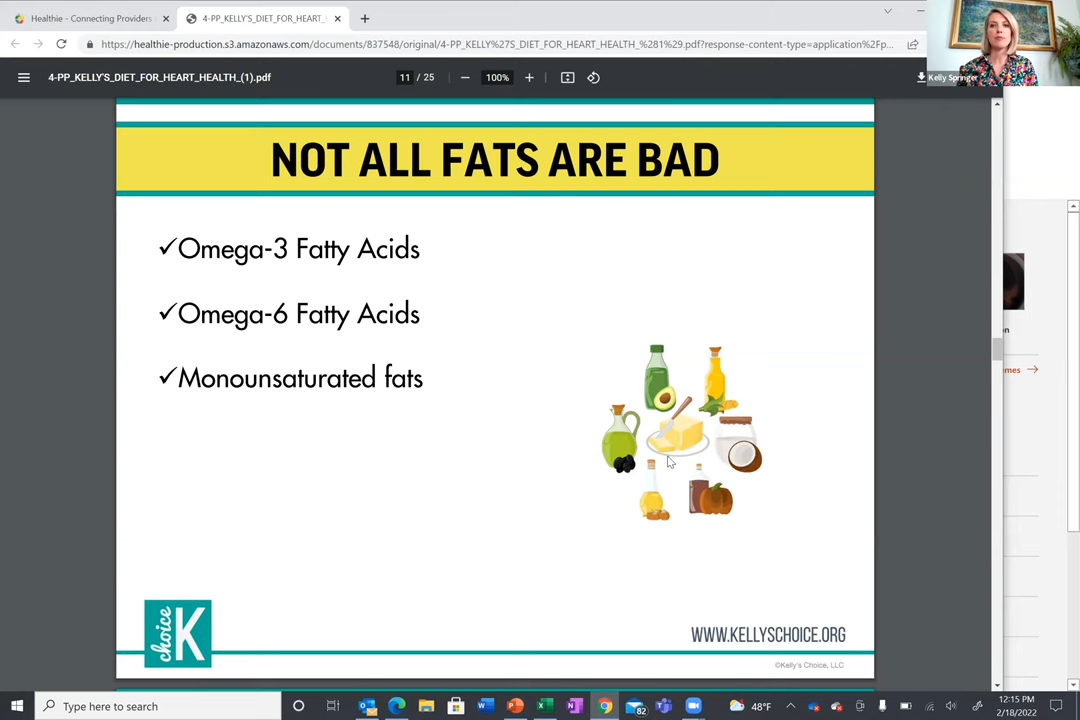 Healthie - Connecting Providers
4-PP_KELLY'S_DIET_FOR_HEART_
https://healthie-production.s3.amazonaws.com/documents/837548/original/4-PP_KELLY%27S_DIET_FOR_HEART_HEALTH_%281%29.pdf?response-content-type=application%2Fp...
4-PP_KELLY'S_DIET_FOR_HEART_HEALTH_(1).pdf
11 / 25
100%
Kelly Springer
NOT ALL FATS ARE BAD
✓Omega-3 Fatty Acids
✓Omega-6 Fatty Acids
✓Monounsaturated fats
choice K
WWW.KELLYSCHOICE.ORG
©Kelly's Choice, LLC
Type here to search
82
48°F
12:15 PM
2/18/2022